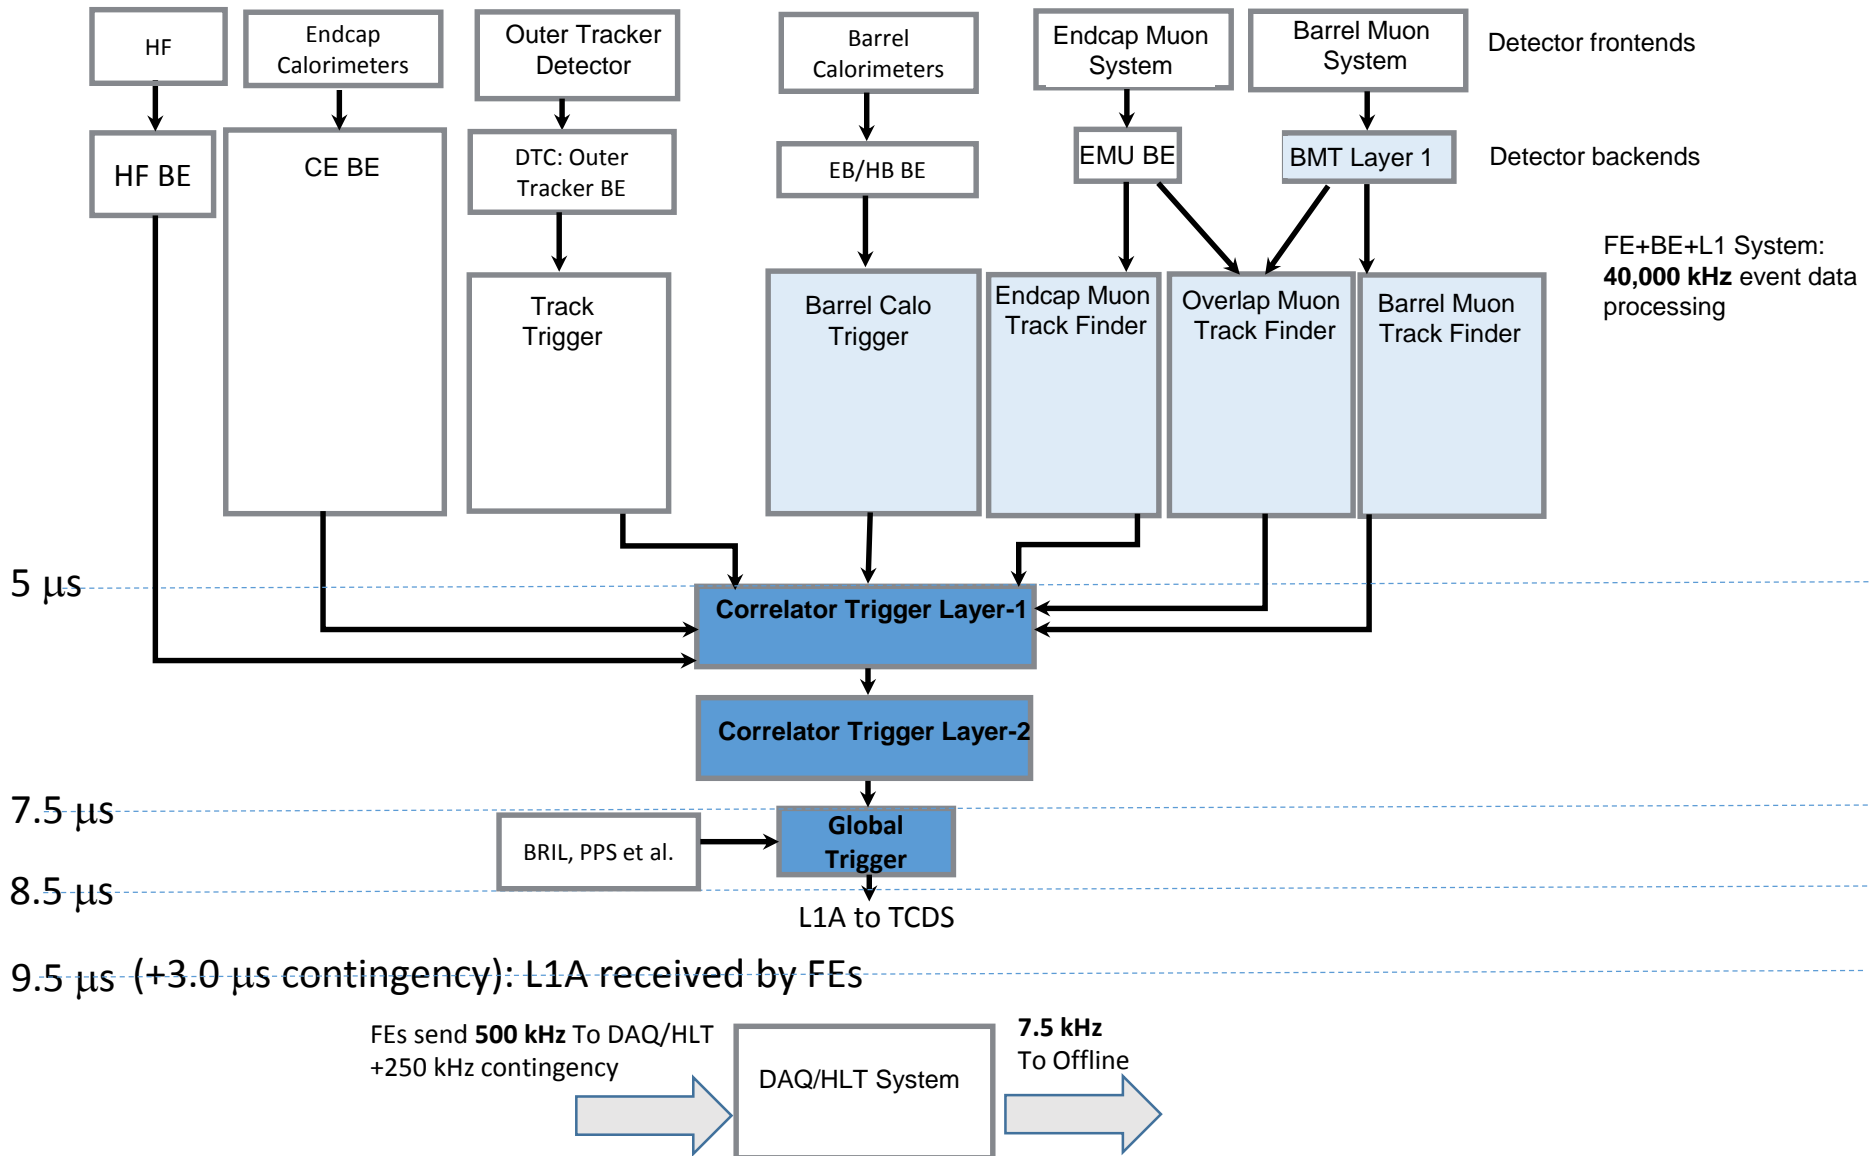 HF
Endcap
Calorimeters
Outer Tracker
Detector
Barrel
Calorimeters
Endcap Muon
System
Barrel Muon
System
Detector frontends
HF BE
CE BE
DTC: Outer
Tracker BE
EB/HB BE
EMU BE
BMT Layer 1
Detector backends
FE+BE+L1 System:
40,000 kHz event data
processing
Track
Trigger
Barrel Calo
Trigger
Endcap Muon
Track Finder
Overlap Muon
Track Finder
Barrel Muon
Track Finder
5 μs
Correlator Trigger Layer-1
Correlator Trigger Layer-2
7.5 μs
Global
Trigger
BRIL, PPS et al.
8.5 μs
L1A to TCDS
9.5 μs (+3.0 μs contingency): L1A received by FEs
FEs send 500 kHz To DAQ/HLT
+250 kHz contingency
DAQ/HLT System
7.5 kHz
To Offline